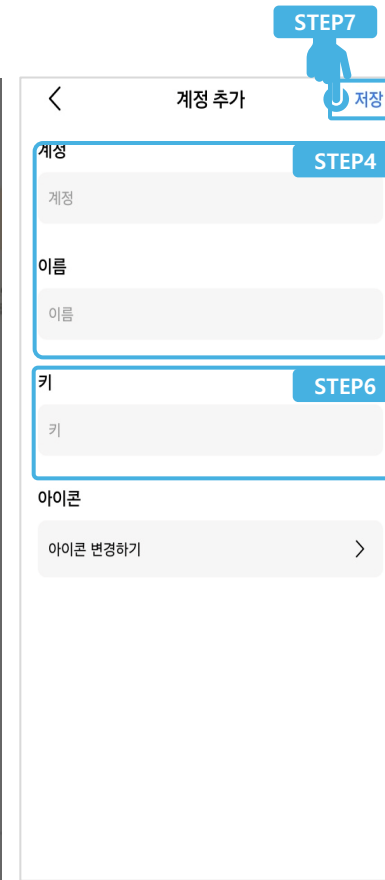 STEP7
계정 추가
저장
계정
STEP4
계정
이름
이름
키
STEP6
키
아이콘
아이콘 변경하기